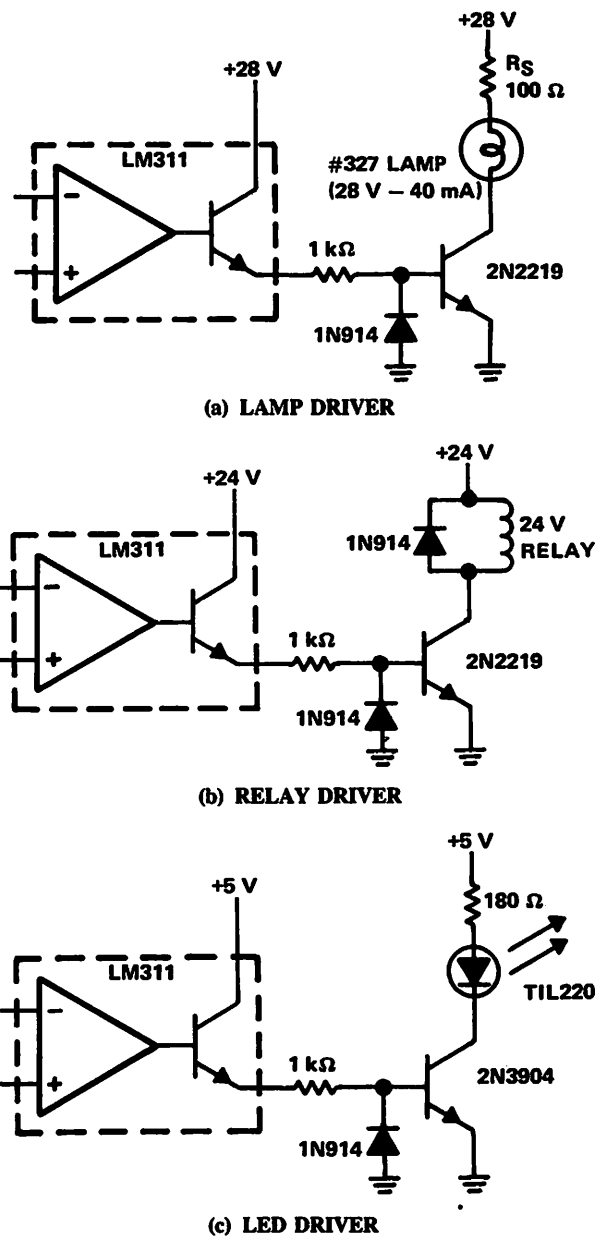 +28 V
RS
100 Ω
+28 V
LM311
#327 LAMP
(28 V – 40 mA)
−
+
1 kΩ
2N2219
1N914
(a) LAMP DRIVER
+24 V
+24 V
LM311
1N914
24 V
RELAY
−
+
1 kΩ
2N2219
1N914
(b) RELAY DRIVER
+5 V
+5 V
180 Ω
LM311
TIL220
−
+
1 kΩ
2N3904
1N914
(c) LED DRIVER